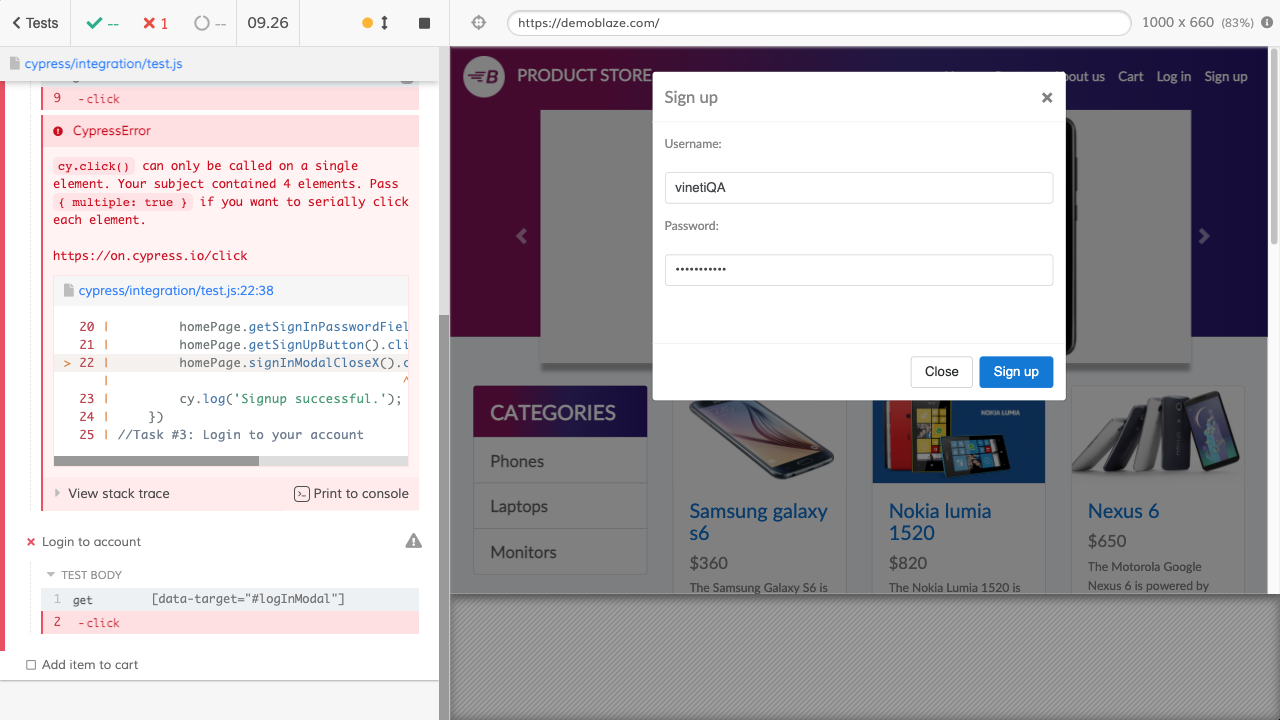 Tests
--
1
--
09.26
https://demoblaze.com/
1000 x 660 (83%)
cypress/integration/test.js
9 -click
CypressError
cy.click() can only be called on a single
element. Your subject contained 4 elements. Pass
{ multiple: true } if you want to serially click
each element.
https://on.cypress.io/click
cypress/integration/test.js:22:38
20 | homePage.getSignInPasswordFiel
21 | homePage.getSignUpButton().cli
> 22 | homePage.signInModalCloseX().c
| ^
23 | cy.log('Signup successful.');
24 | })
25 | //Task #3: Login to your account
View stack trace
Print to console
Login to account
TEST BODY
1 get [data-target="#logInModal"]
2 -click
Add item to cart
PRODUCT STORE
out us
Cart
Log in
Sign up
Sign up
×
Username:
vinetiQA
Password:
•••••••••••
Close
Sign up
CATEGORIES
Phones
Laptops
Monitors
NOKIA LUMIA
Samsung galaxy
s6
$360
The Samsung Galaxy S6 is
Nokia lumia
1520
$820
The Nokia Lumia 1520 is
Nexus 6
$650
The Motorola Google
Nexus 6 is powered by